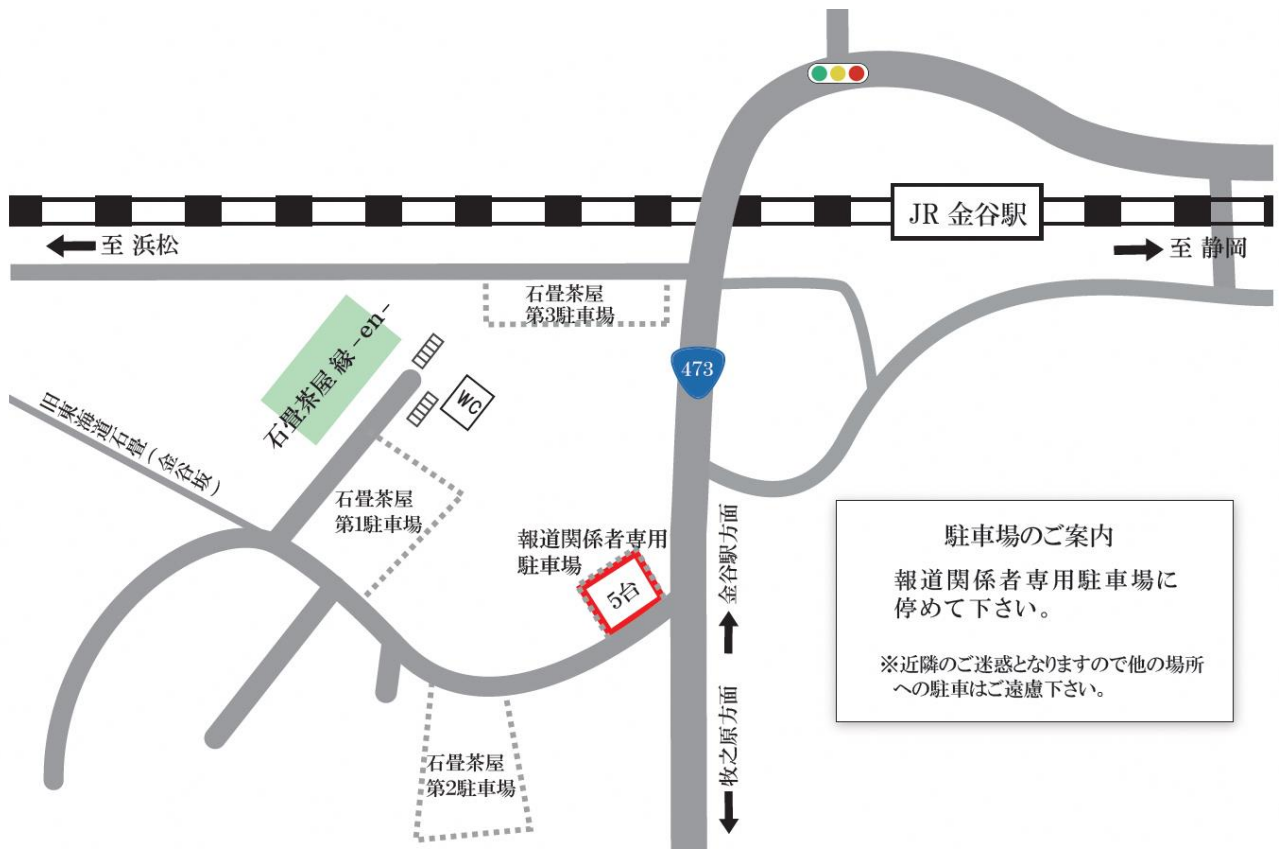 JR 金谷駅
至 浜松
至 静岡
石畳茶屋
第3駐車場
石畳茶屋 縁 -en-
473
WC
旧東海道石畳(金谷坂)
石畳茶屋
第1駐車場
報道関係者専用
駐車場
5台
金谷駅方面
牧之原方面
石畳茶屋
第2駐車場
駐車場のご案内
報道関係者専用駐車場に
停めて下さい。
※近隣のご迷惑となりますので他の場所
への駐車はご遠慮下さい。